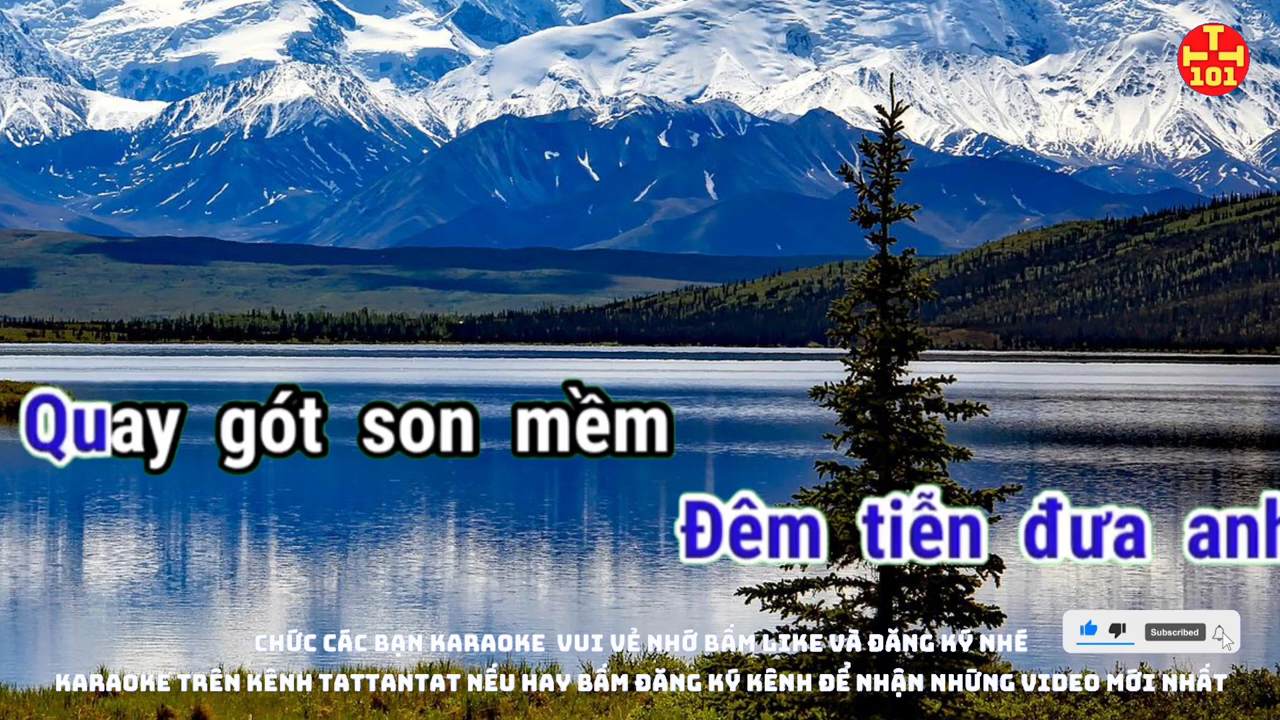 T
TT
101
Quay gót son mềm
Đêm tiễn đưa anh
CHỨC CÁC BẠN KARAOKE VUI VẺ NHỚ BẤM LIKE VÀ ĐĂNG KÝ NHÉ
Subscribed
KARAOKE TRÊN KÊNH TATTANTAT NẾU HAY BẤM ĐĂNG KÝ KÊNH ĐỂ NHẬN NHỮNG VIDEO MỚI NHẤT